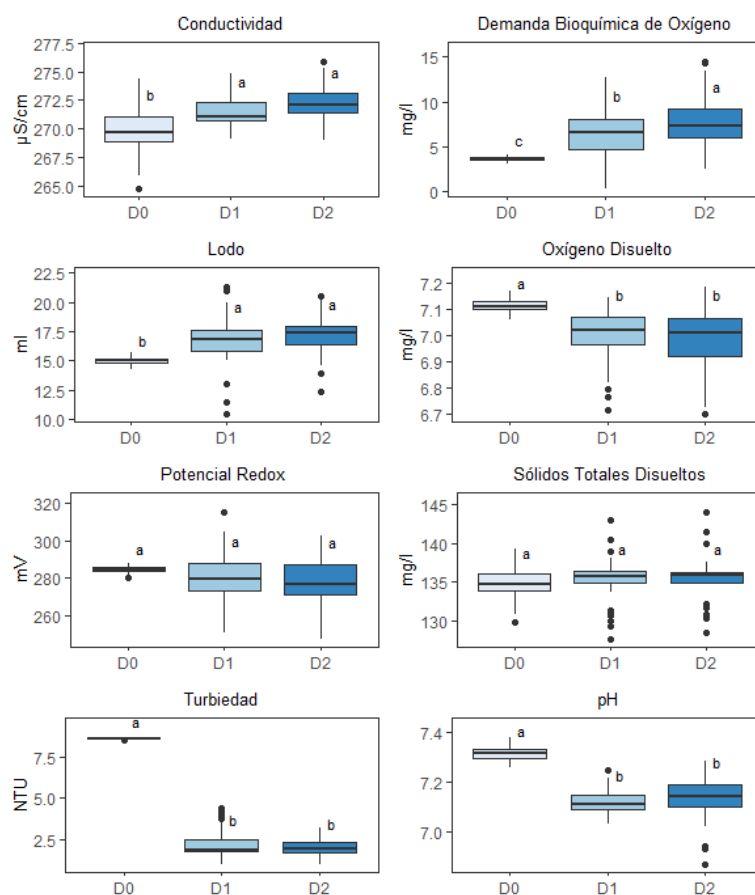 Conductividad
277.5
275.0
272.5
270.0
267.5
265.0
µS/cm
b
a
a
D0 D1 D2
Demanda Bioquímica de Oxígeno
15
10
5
0
mg/l
c
b
a
D0 D1 D2
Lodo
22.5
20.0
17.5
15.0
12.5
10.0
ml
b
a
a
D0 D1 D2
Oxígeno Disuelto
7.2
7.1
7.0
6.9
6.8
6.7
mg/l
a
b
b
D0 D1 D2
Potencial Redox
320
300
280
260
mV
a
a
a
D0 D1 D2
Sólidos Totales Disueltos
145
140
135
130
mg/l
a
a
a
D0 D1 D2
Turbiedad
7.5
5.0
2.5
NTU
a
b
b
D0 D1 D2
pH
7.4
7.2
7.0
a
b
b
D0 D1 D2